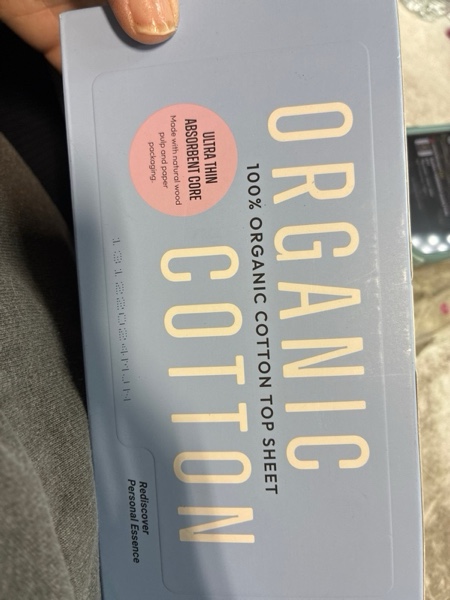 ORGANIC
100% ORGANIC COTTON TOP SHEET
COTTON
ULTRA THIN
ABSORBENT CORE
Made with natural wood
pulp and paper
packaging.
Rediscover
Personal Essence